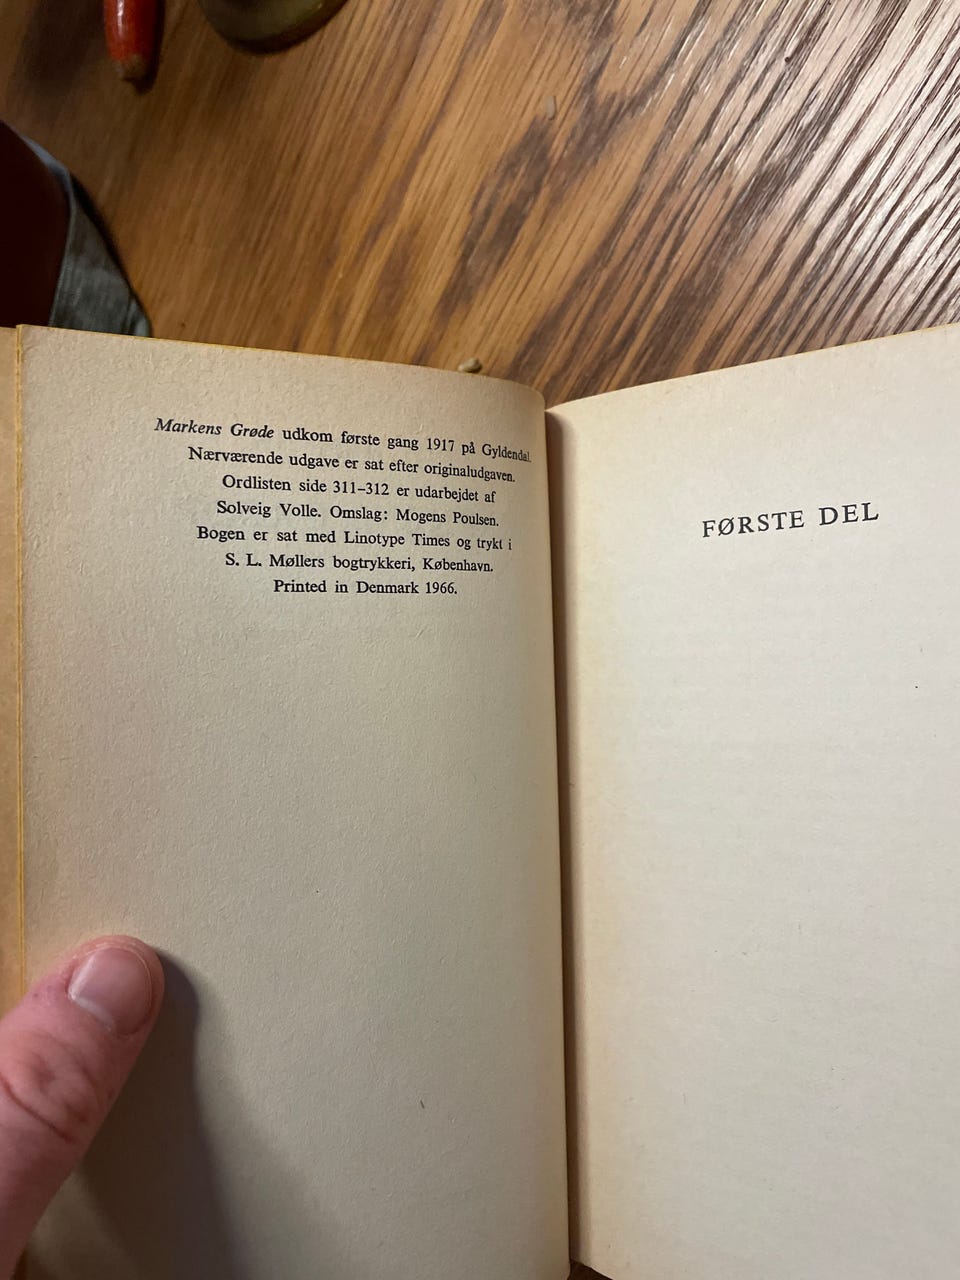 Markens Grøde udkom første gang 1917 på Gyldendal.
Nærværende udgave er sat efter originaludgaven.
Ordlisten side 311–312 er udarbejdet af
Solveig Volle. Omslag: Mogens Poulsen.
Bogen er sat med Linotype Times og trykt i
S. L. Møllers bogtrykkeri, København.
Printed in Denmark 1966.
FØRSTE DEL